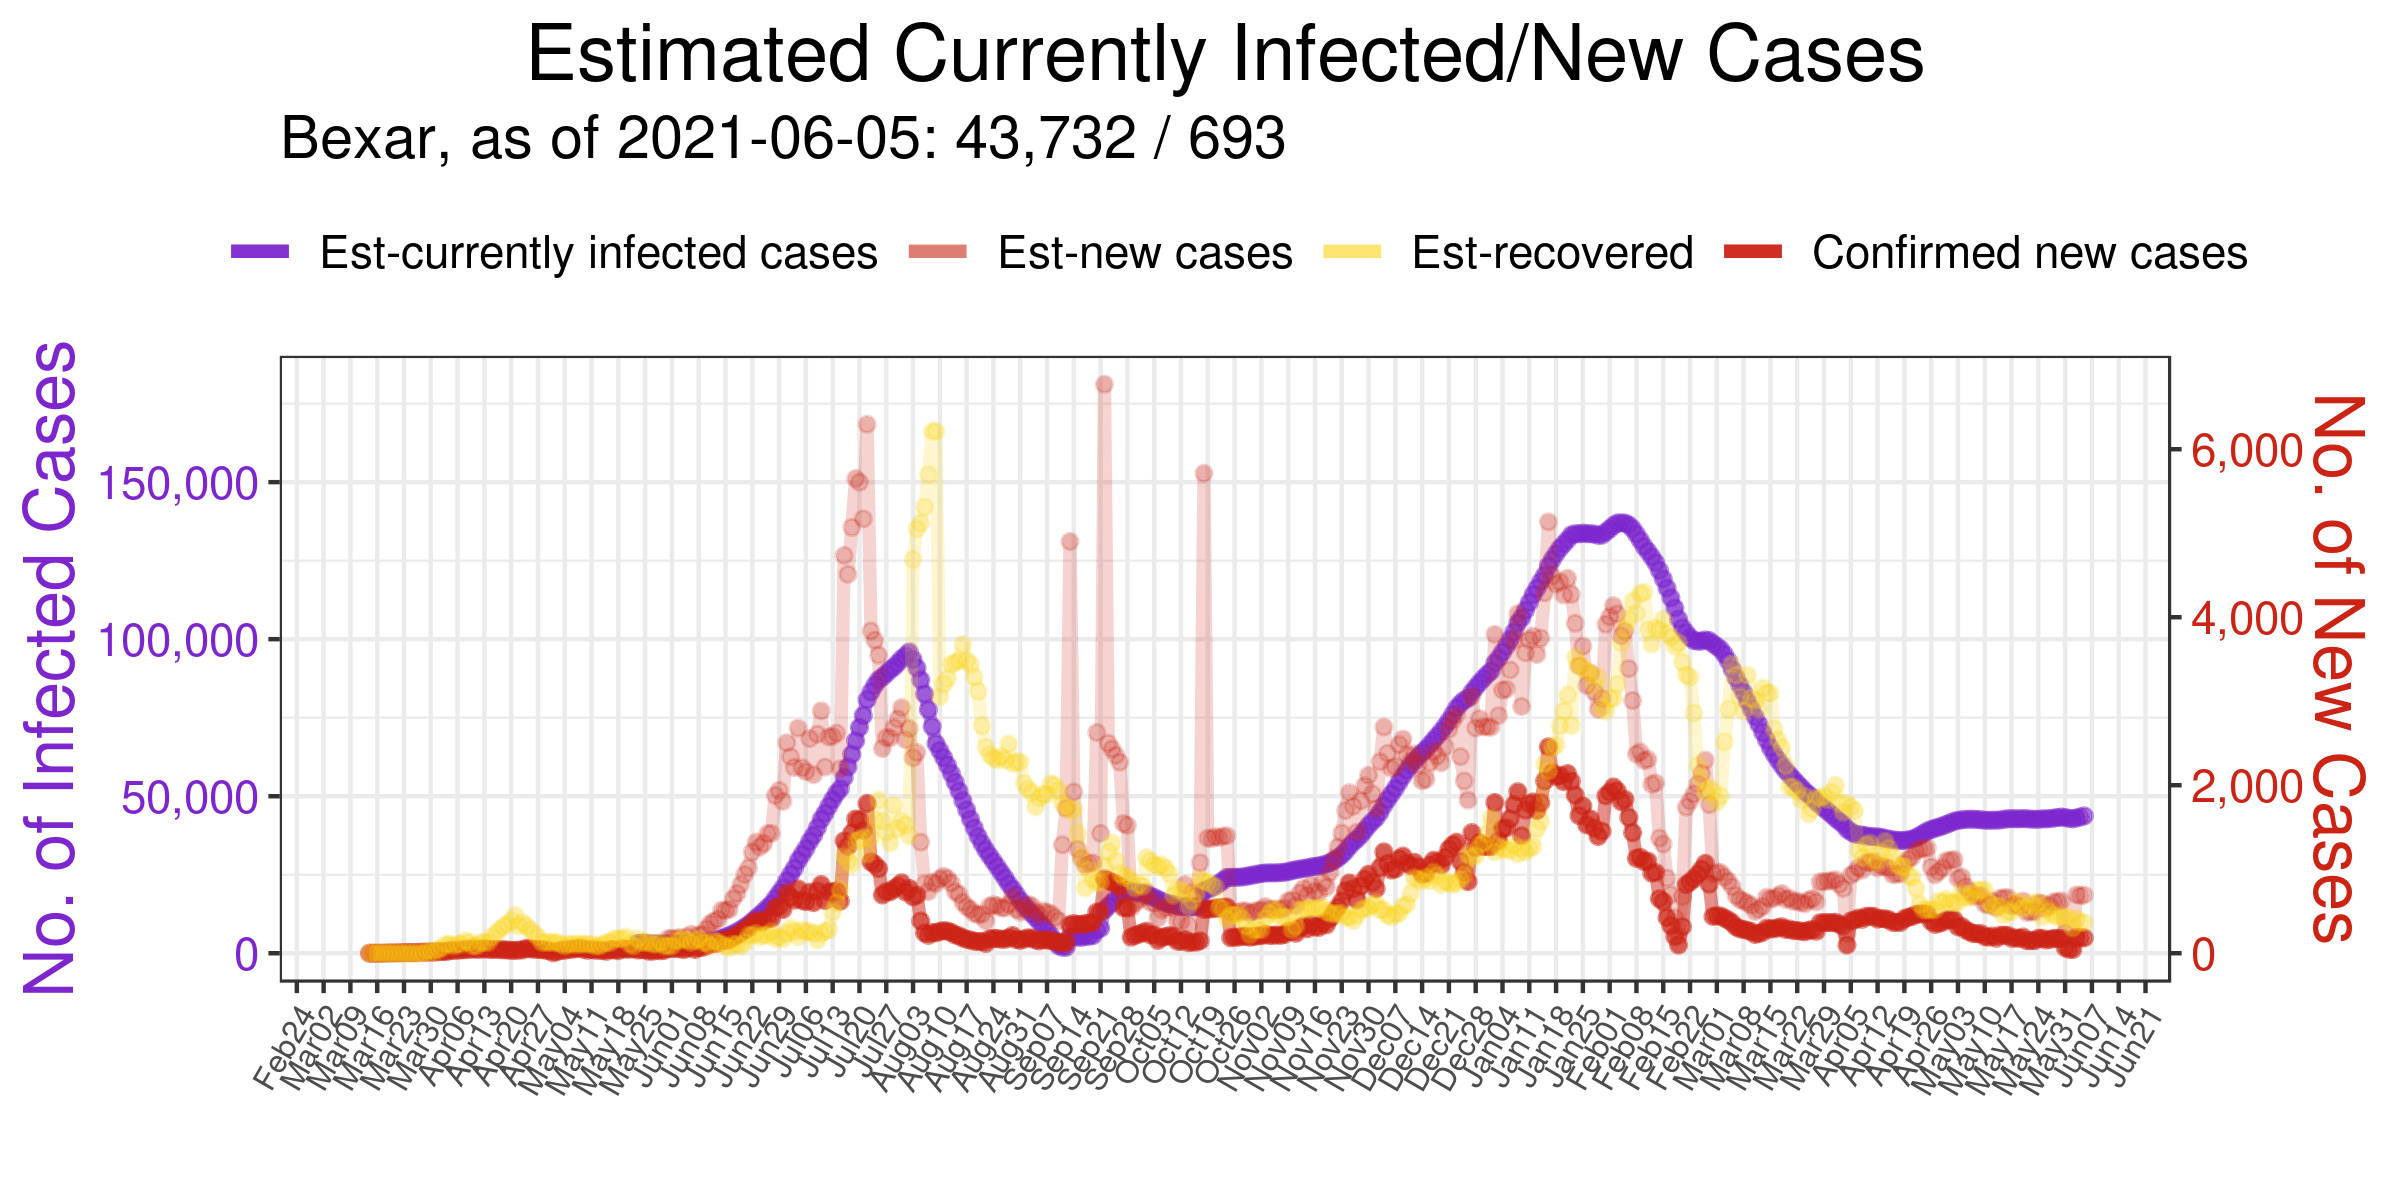 Estimated Currently Infected/New Cases
Bexar, as of 2021-06-05: 43,732 / 693
Est-currently infected cases Est-new cases Est-recovered Confirmed new cases
No. of Infected Cases
150,000
100,000
50,000
0
6,000
4,000
2,000
0
No. of New Cases
Feb24
Mar02
Mar09
Mar16
Mar23
Mar30
Apr06
Apr13
Apr20
Apr27
May04
May11
May18
May25
Jun01
Jun08
Jun15
Jun22
Jun29
Jul06
Jul13
Jul20
Jul27
Aug03
Aug10
Aug17
Aug24
Aug31
Sep07
Sep14
Sep21
Sep28
Oct05
Oct12
Oct19
Oct26
Nov02
Nov09
Nov16
Nov23
Nov30
Dec07
Dec14
Dec21
Dec28
Jan04
Jan11
Jan18
Jan25
Feb01
Feb08
Feb15
Feb22
Mar01
Mar08
Mar15
Mar22
Mar29
Apr05
Apr12
Apr19
Apr26
May03
May10
May17
May24
May31
Jun07
Jun14
Jun21